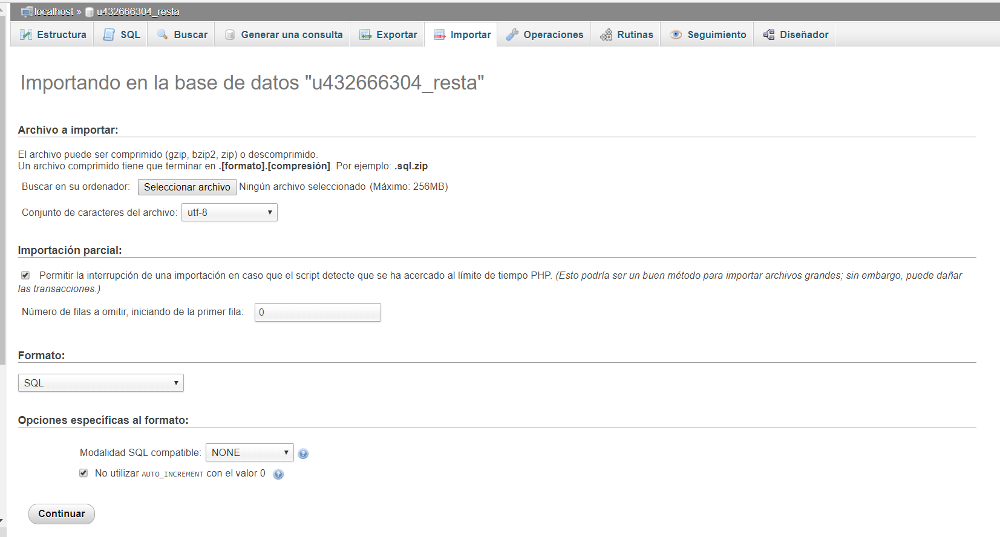 localhost » u432666304_resta
Estructura SQL Buscar Generar una consulta Exportar Importar Operaciones Rutinas Seguimiento Diseñador
Importando en la base de datos "u432666304_resta"
Archivo a importar:
El archivo puede ser comprimido (gzip, bzip2, zip) o descomprimido.
Un archivo comprimido tiene que terminar en .[formato].[compresión]. Por ejemplo: .sql.zip
Buscar en su ordenador: Seleccionar archivo Ningún archivo seleccionado (Máximo: 256MB)
Conjunto de caracteres del archivo: utf-8
Importación parcial:
Permitir la interrupción de una importación en caso que el script detecte que se ha acercado al límite de tiempo PHP. (Esto podría ser un buen método para importar archivos grandes; sin embargo, puede dañar
las transacciones.)
Número de filas a omitir, iniciando de la primer fila: 0
Formato:
SQL
Opciones específicas al formato:
Modalidad SQL compatible: NONE
No utilizar AUTO_INCREMENT con el valor 0
Continuar